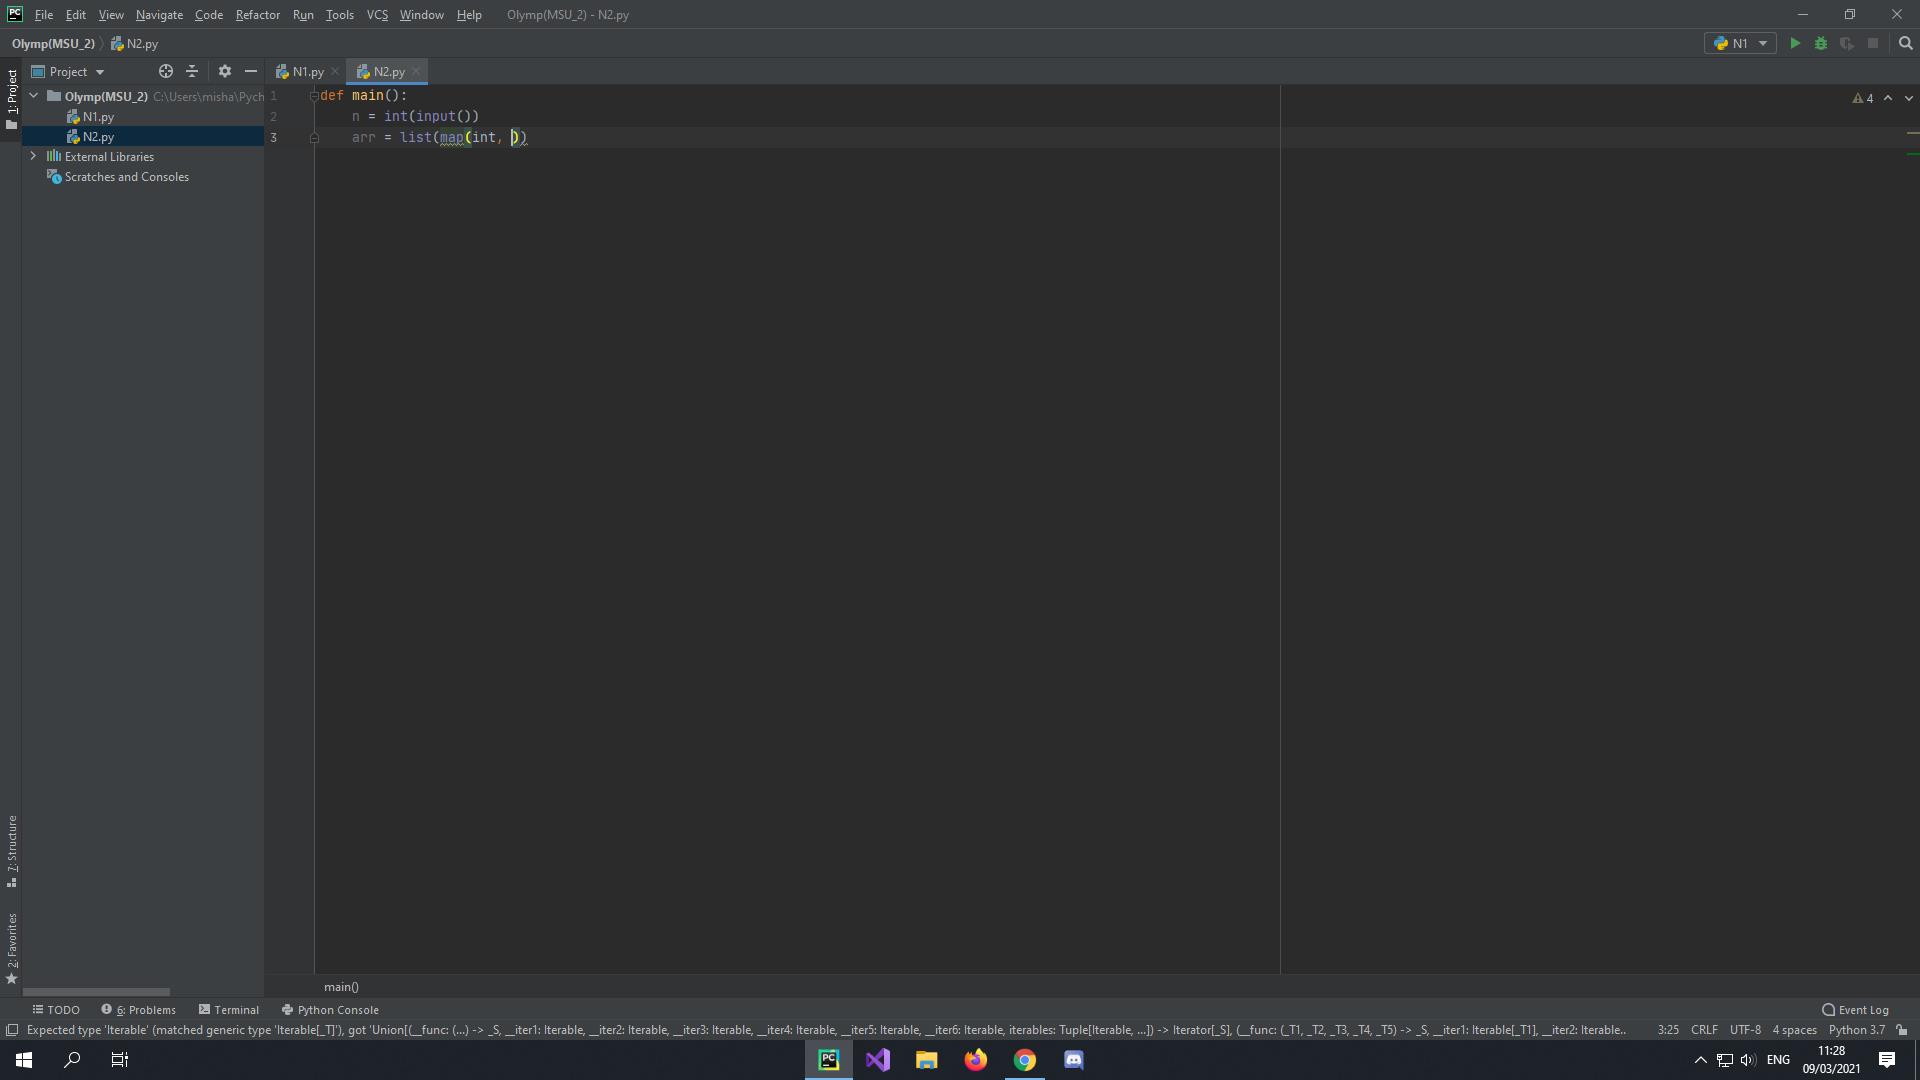 PC File Edit View Navigate Code Refactor Run Tools VCS Window Help Olymp(MSU_2) - N2.py
Olymp(MSU_2) N2.py N1
Project N1.py N2.py
1: Project
Olymp(MSU_2) C:\Users\misha\Pych
N1.py
N2.py
External Libraries
Scratches and Consoles
1 def main():
2 n = int(input())
3 arr = list(map(int, ))
4
7: Structure
2: Favorites
main()
TODO 6: Problems Terminal Python Console Event Log
Expected type 'Iterable' (matched generic type 'Iterable[_T]'), got 'Union[(__func: (...) -> _S, __iter1: Iterable, __iter2: Iterable, __iter3: Iterable, __iter4: Iterable, __iter5: Iterable, __iter6: Iterable, iterables: Tuple[Iterable, ...]) -> Iterator[_S], (__func: (_T1, _T2, _T3, _T4, _T5) -> _S, __iter1: Iterable[_T1], __iter2: Iterable.. 3:25 CRLF UTF-8 4 spaces Python 3.7
PC ENG 11:28
09/03/2021